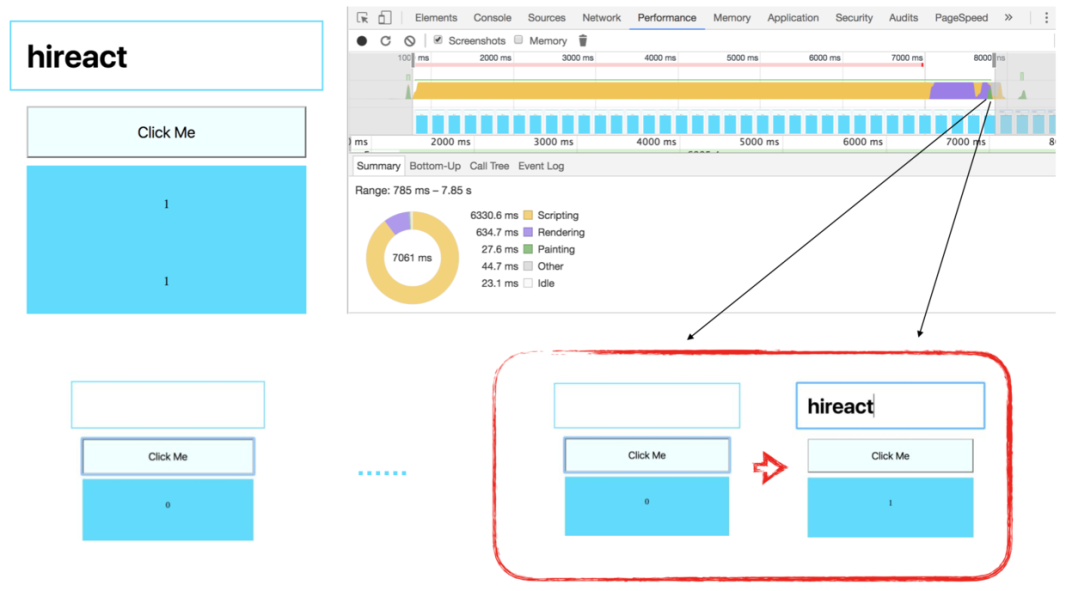 hireact
Click Me
1
1
Elements Console Sources Network Performance Memory Application Security Audits PageSpeed »
Screenshots Memory
100 ms 2000 ms 3000 ms 4000 ms 5000 ms 6000 ms 7000 ms 8000 ms
ms 2000 ms 3000 ms 4000 ms 5000 ms 6000 ms 7000 ms 8
Summary Bottom-Up Call Tree Event Log
Range: 785 ms – 7.85 s
7061 ms
6330.6 ms Scripting
634.7 ms Rendering
27.6 ms Painting
44.7 ms Other
23.1 ms Idle
Click Me
0
Click Me
0
hireact
Click Me
1